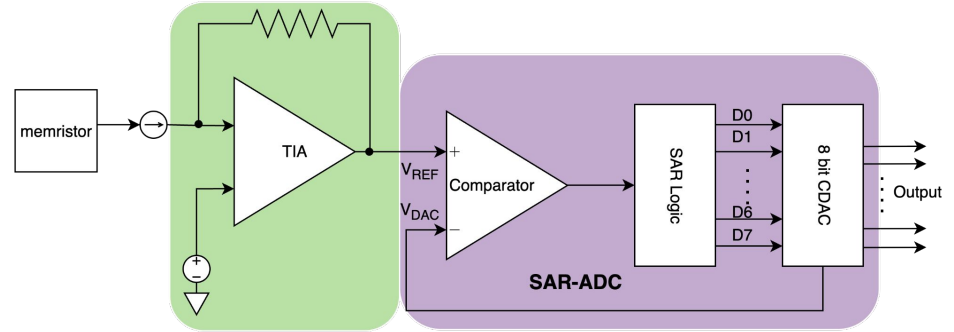 memristor
TIA
V_REF
V_DAC
+
−
Comparator
SAR Logic
D0
D1
D6
D7
8 bit CDAC
Output
+
−
SAR-ADC